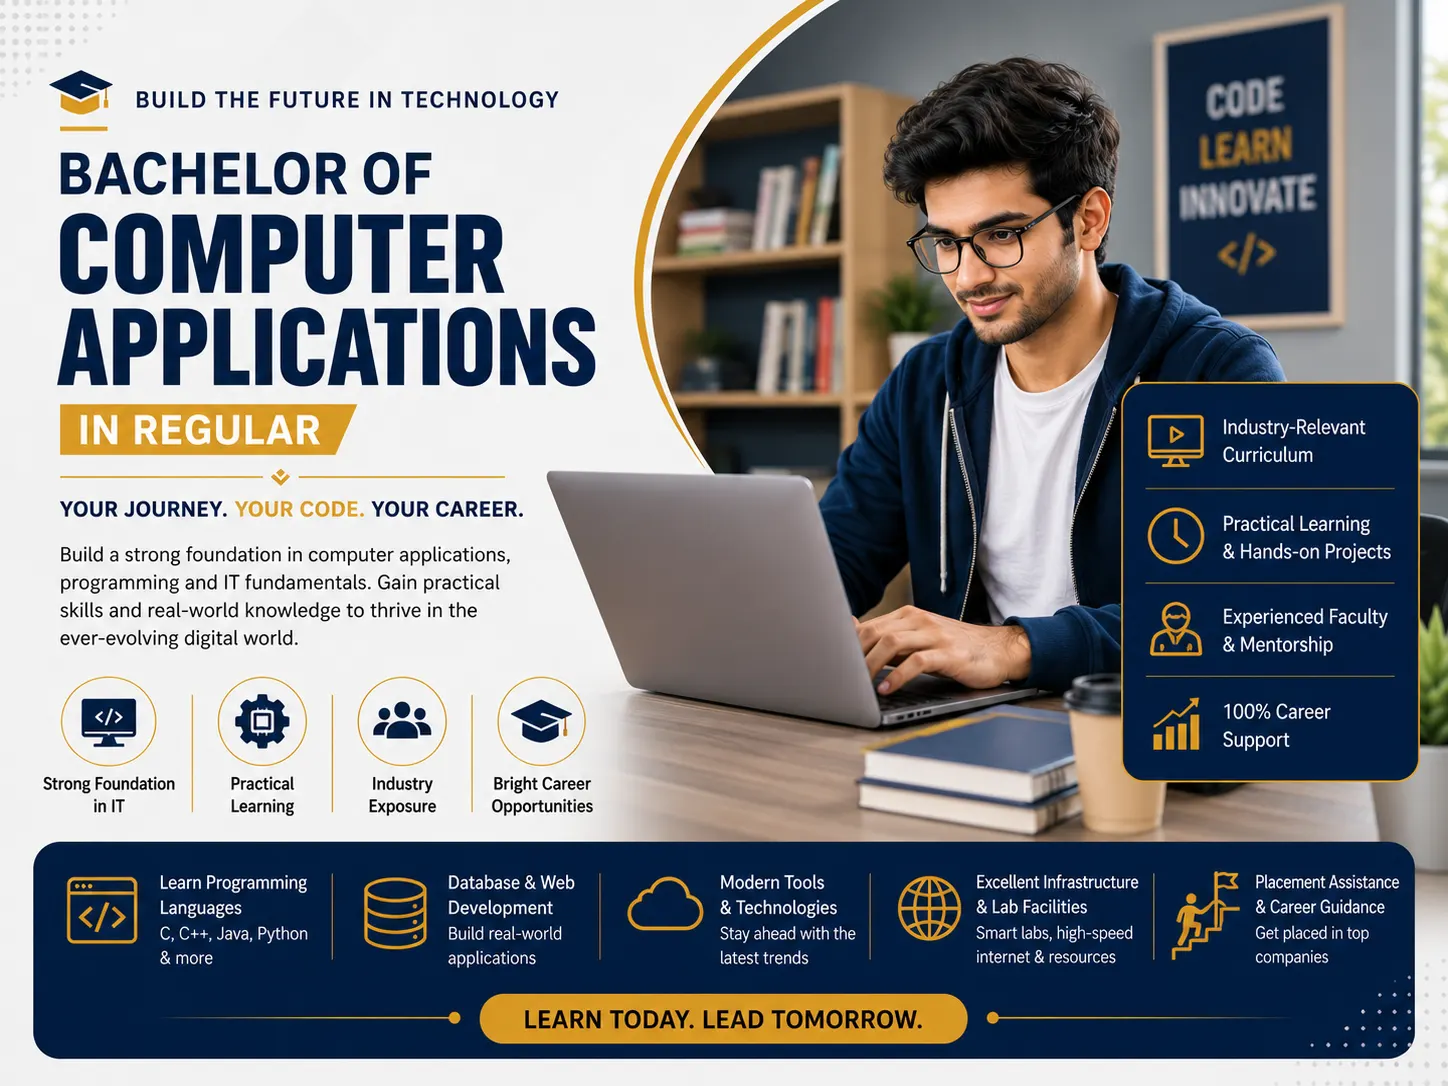 BUILD THE FUTURE IN TECHNOLOGY
BACHELOR OF
COMPUTER
APPLICATIONS
IN REGULAR
YOUR JOURNEY. YOUR CODE. YOUR CAREER.
Build a strong foundation in computer applications,
programming and IT fundamentals. Gain practical
skills and real-world knowledge to thrive in the
ever-evolving digital world.
</>
Strong Foundation
in IT
Practical
Learning
Industry
Exposure
Bright Career
Opportunities
CODE
LEARN
INNOVATE
</>
Industry-Relevant
Curriculum
Practical Learning
& Hands-on Projects
Experienced Faculty
& Mentorship
100% Career
Support
</>
Learn Programming
Languages
C, C++, Java, Python
& more
Database & Web
Development
Build real-world
applications
Modern Tools
& Technologies
Stay ahead with the
latest trends
Excellent Infrastructure
& Lab Facilities
Smart labs, high-speed
internet & resources
Placement Assistance
& Career Guidance
Get placed in top
companies
LEARN TODAY. LEAD TOMORROW.